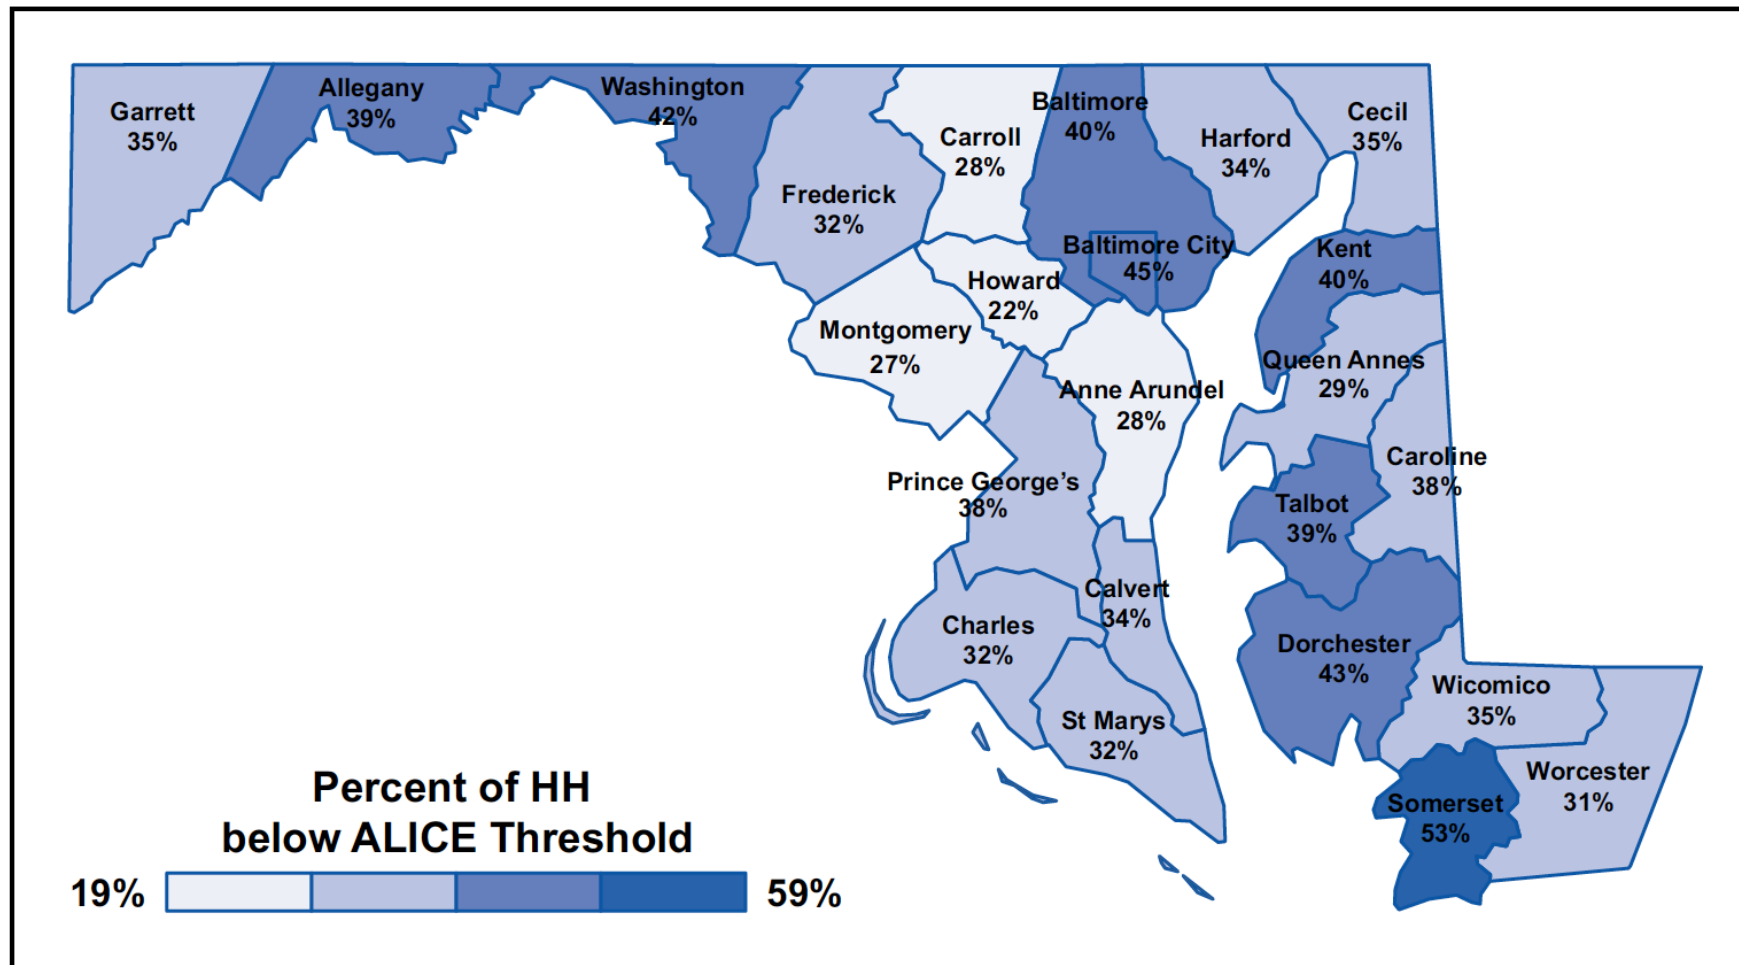 Garrett
35%
Allegany
39%
Washington
42%
Frederick
32%
Carroll
28%
Baltimore
40%
Harford
34%
Cecil
35%
Baltimore City
45%
Howard
22%
Montgomery
27%
Kent
40%
Queen Annes
29%
Anne Arundel
28%
Prince George’s
38%
Caroline
38%
Talbot
39%
Calvert
34%
Charles
32%
St Marys
32%
Dorchester
43%
Wicomico
35%
Worcester
31%
Somerset
53%
Percent of HH
below ALICE Threshold
19%
59%